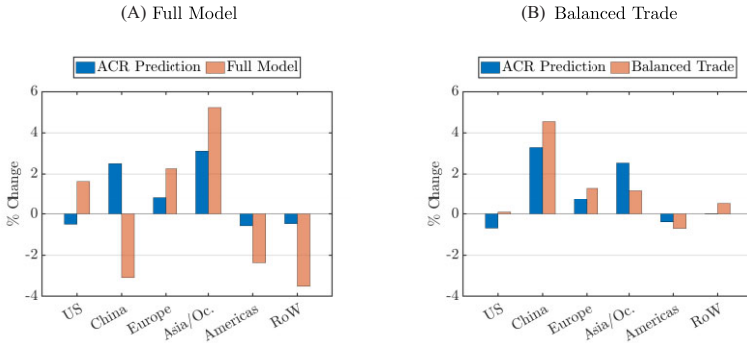 (A) Full Model
ACR Prediction Full Model
% Change
6
4
2
0
-2
-4
US China Europe Asia/Oc. Americas RoW
(B) Balanced Trade
ACR Prediction Balanced Trade
% Change
6
4
2
0
-2
-4
US China Europe Asia/Oc. Americas RoW